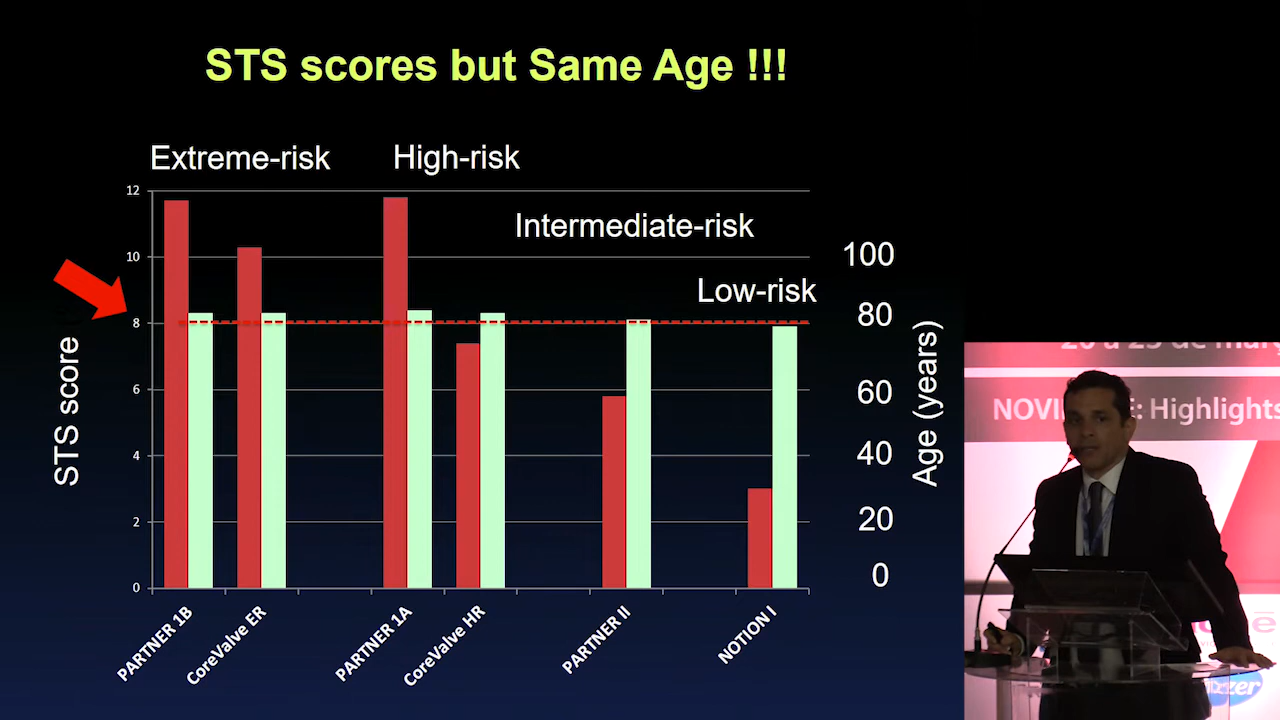 STS scores but Same Age !!!
Extreme-risk
High-risk
Intermediate-risk
Low-risk
12
10
8
6
4
2
0
STS score
100
80
60
40
20
0
Age (years)
PARTNER 1B
CoreValve ER
PARTNER 1A
CoreValve HR
PARTNER II
NOTION I
: Highlights